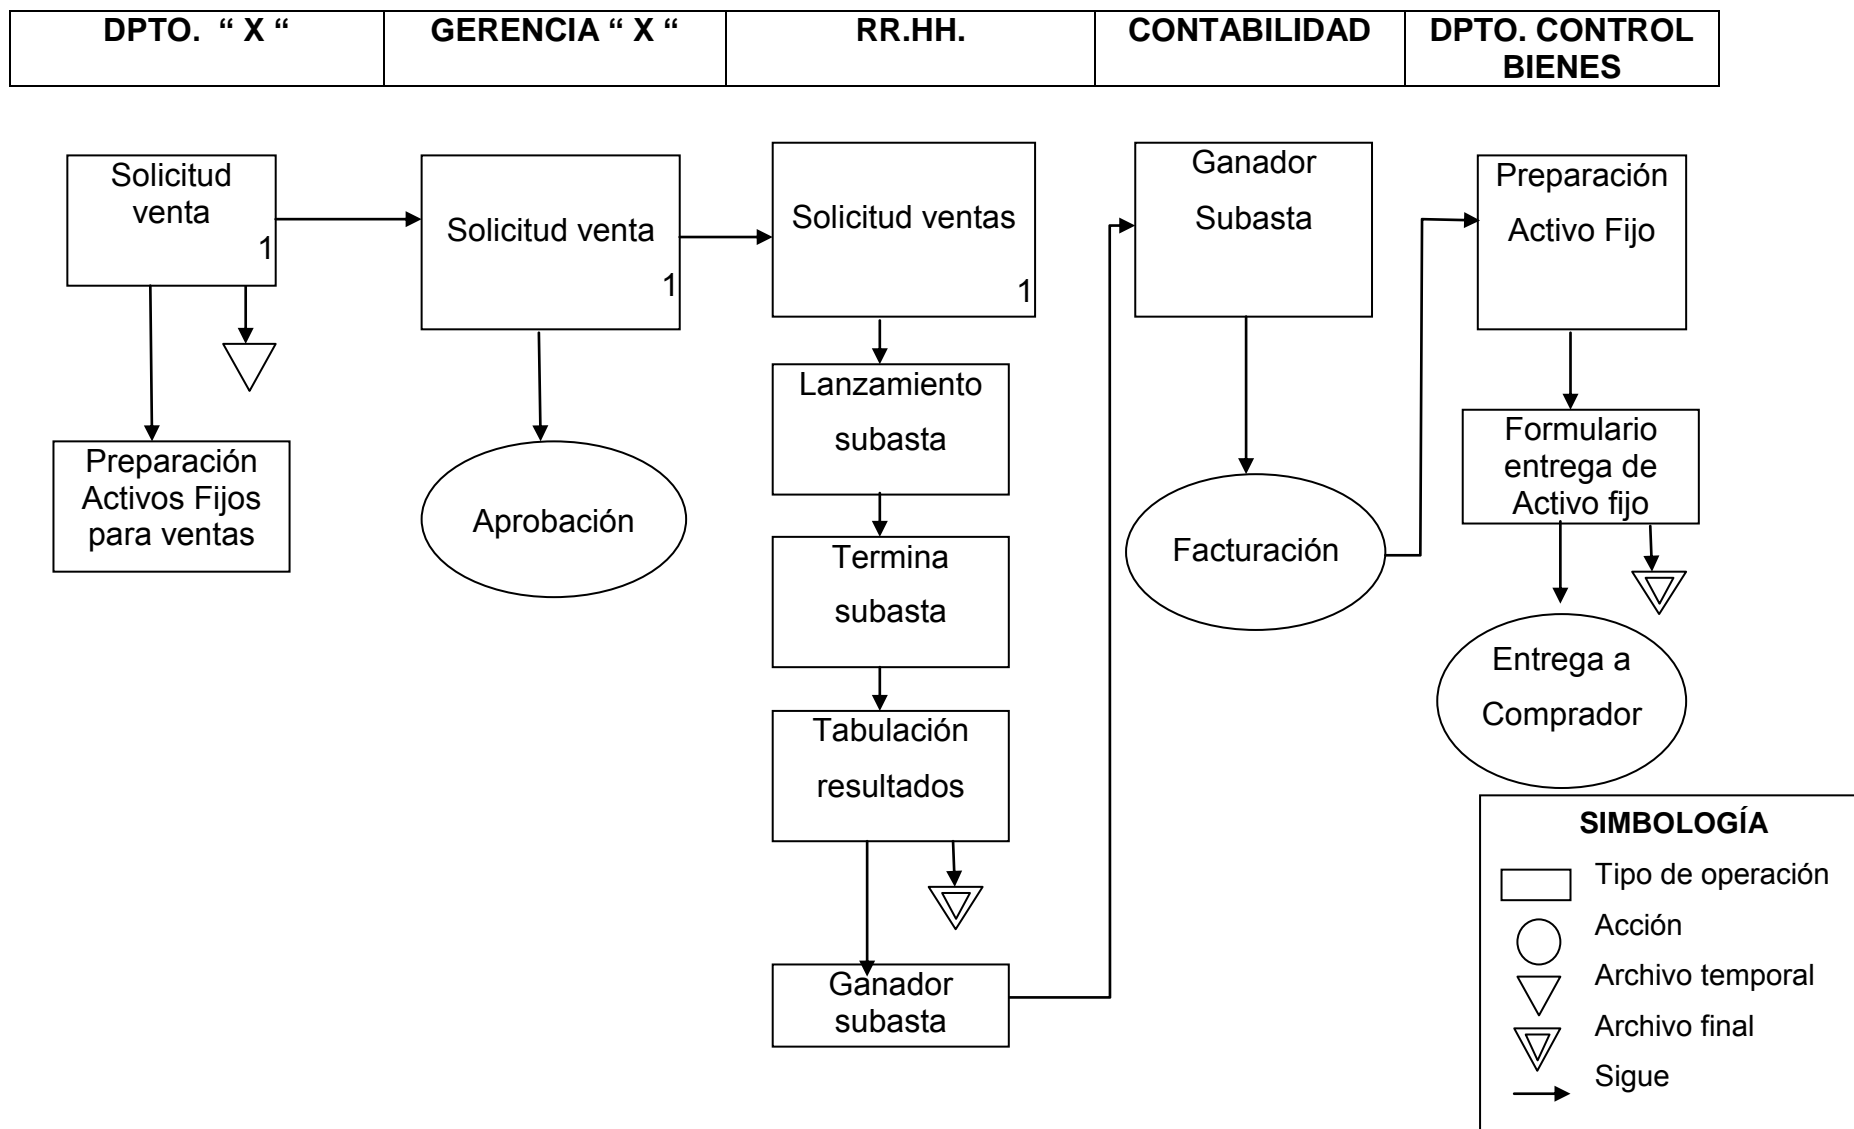 DPTO. “ X “
GERENCIA “ X “
RR.HH.
CONTABILIDAD
DPTO. CONTROL
BIENES
Solicitud
venta
1
Preparación
Activos Fijos
para ventas
Solicitud venta
1
Aprobación
Solicitud ventas
1
Lanzamiento
subasta
Termina
subasta
Tabulación
resultados
Ganador
subasta
Ganador
Subasta
Facturación
Preparación
Activo Fijo
Formulario
entrega de
Activo fijo
Entrega a
Comprador
SIMBOLOGÍA
Tipo de operación
Acción
Archivo temporal
Archivo final
Sigue